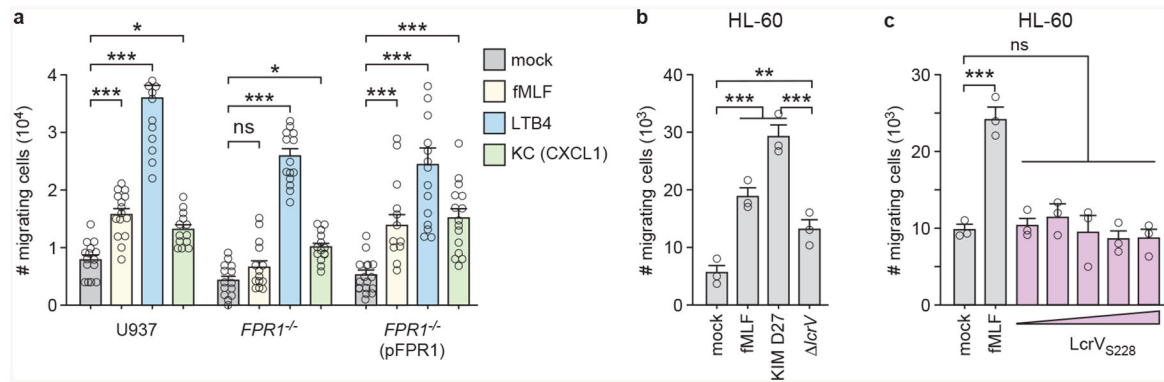 a
# migrating cells (10⁴)
4
3
2
1
0
*
***
***
*
***
ns
***
***
***
U937
FPR1-/-
FPR1-/-
(pFPR1)
mock
fMLF
LTB4
KC (CXCL1)
b
HL-60
# migrating cells (10³)
40
30
20
10
0
**
***
***
mock
fMLF
KIM D27
ΔlcrV
c
HL-60
# migrating cells (10³)
30
20
10
0
ns
***
mock
fMLF
LcrV_S228